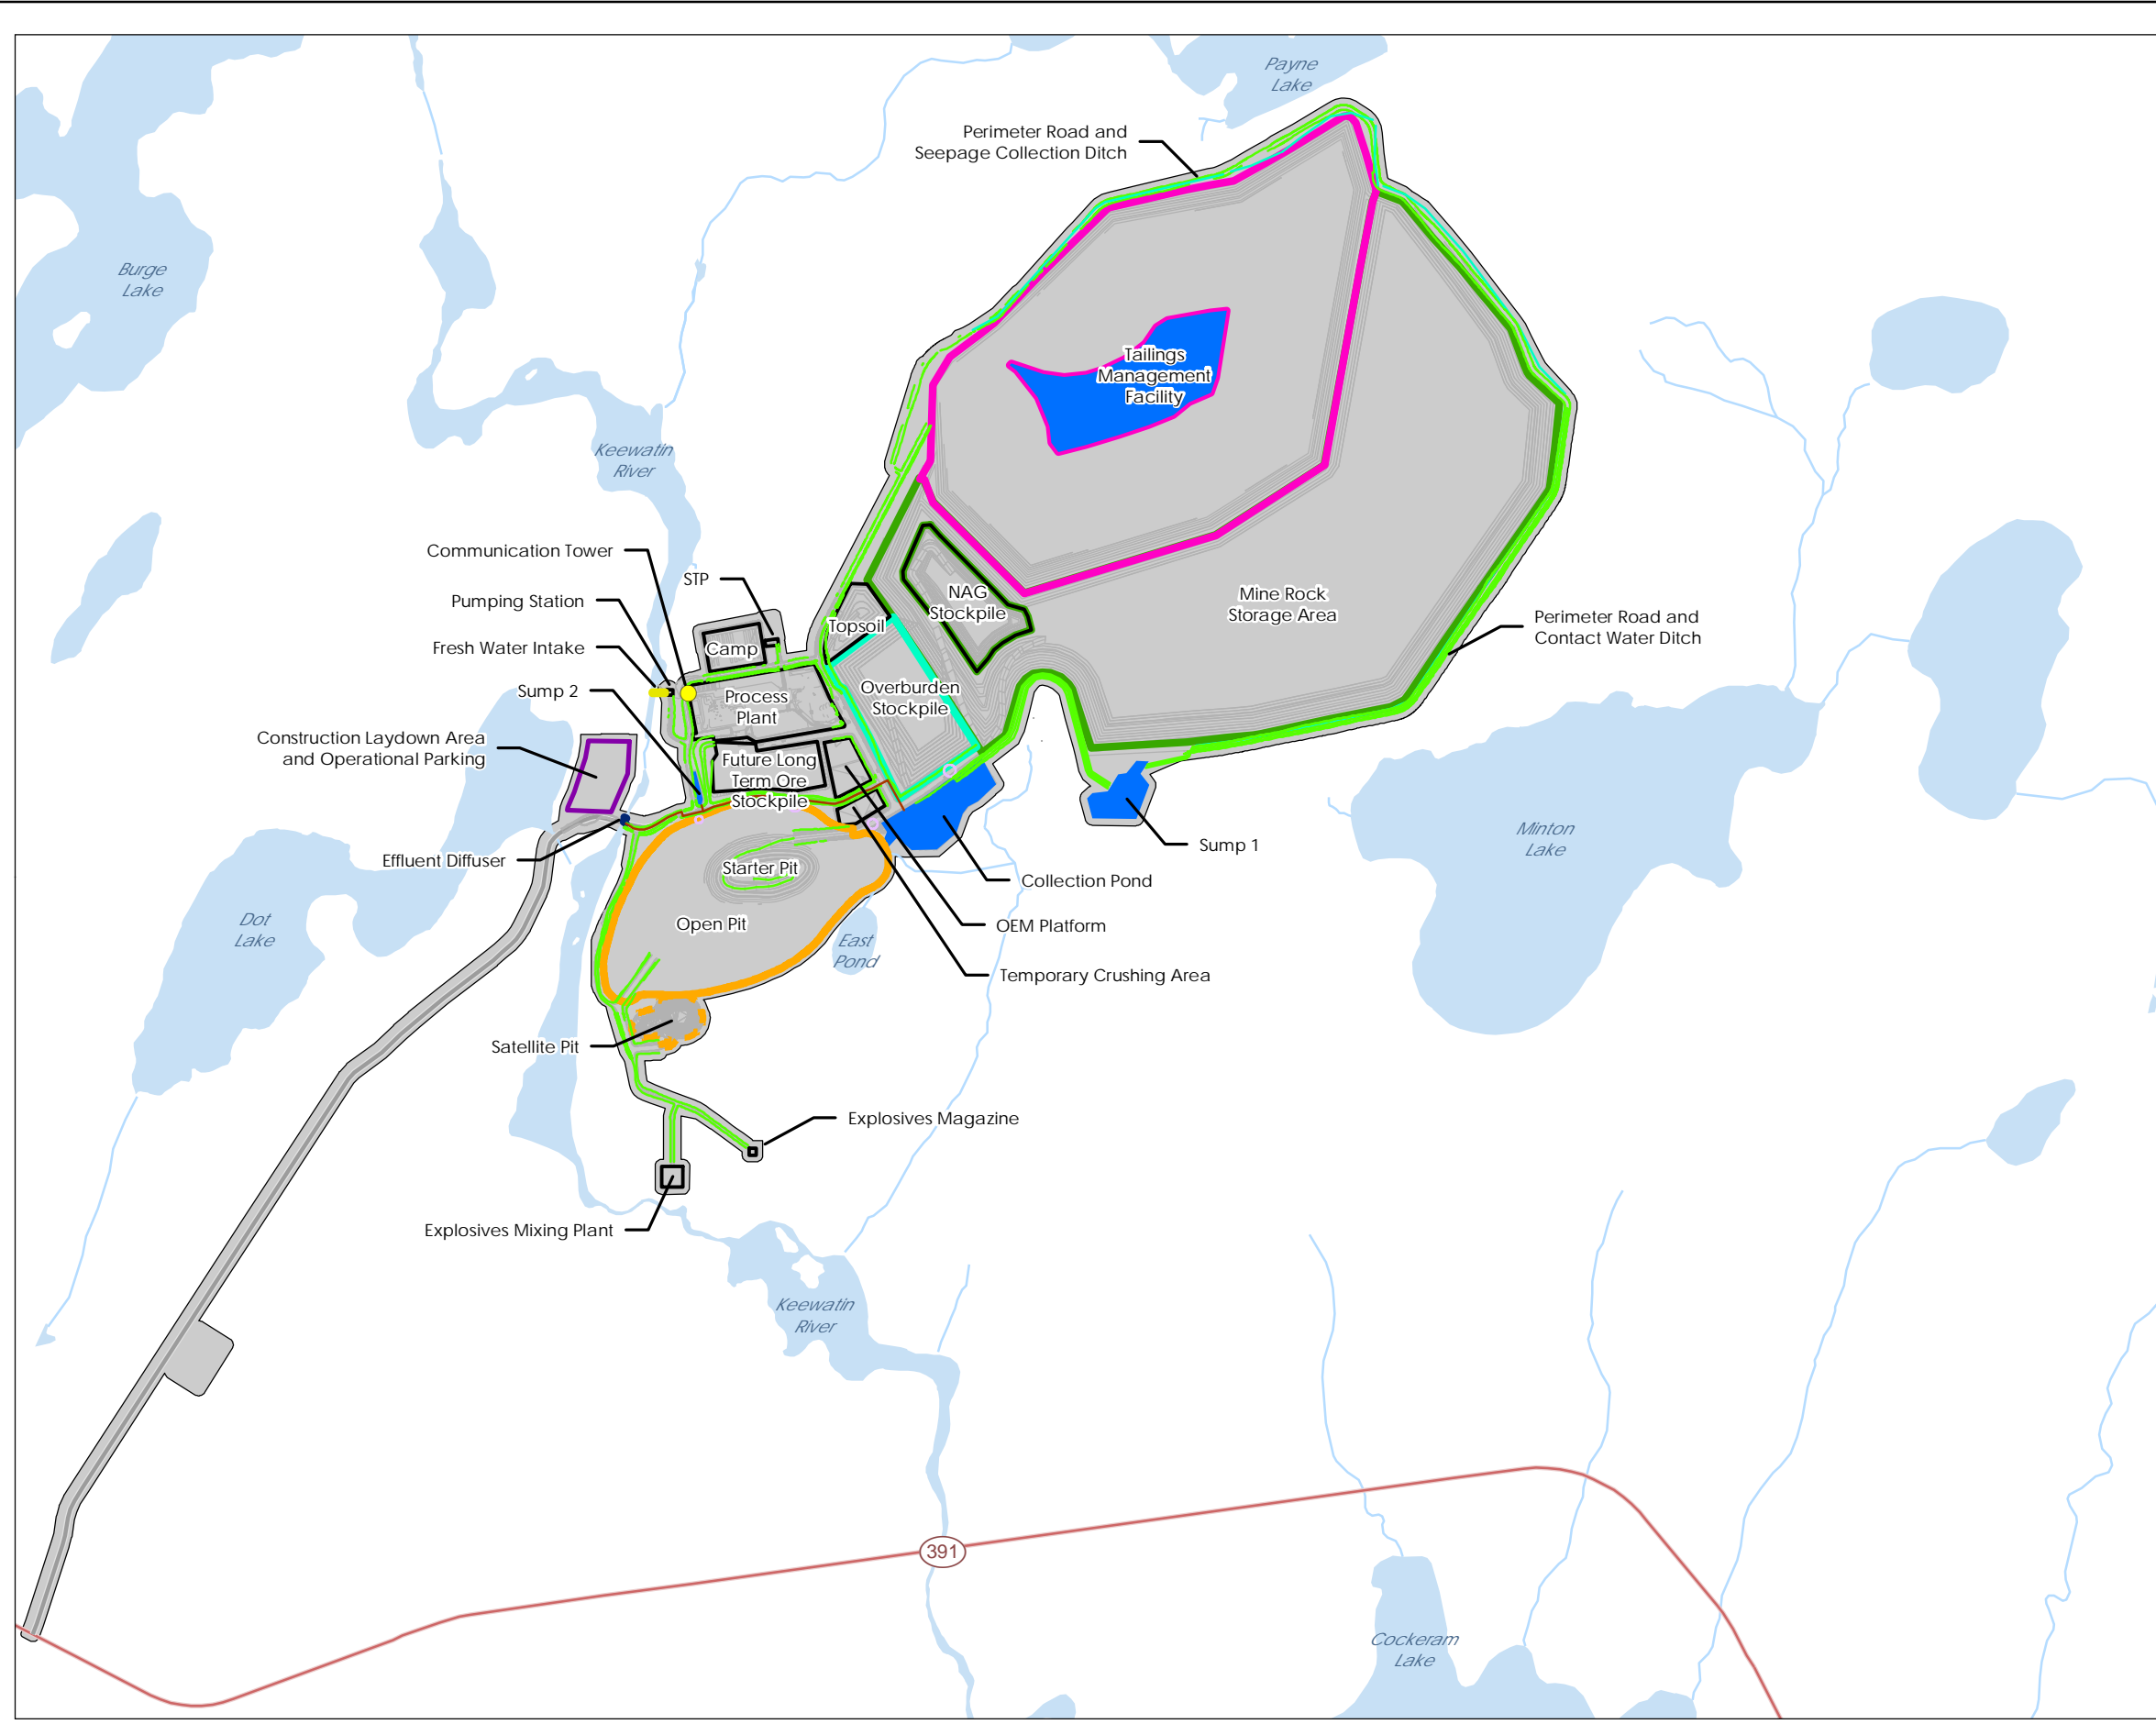 Payne
Lake
Perimeter Road and
Seepage Collection Ditch
Burge
Lake
Tailings
Management
Facility
Keewatin
River
Communication Tower
STP
Pumping Station
NAG
Stockpile
Mine Rock
Storage Area
Perimeter Road and
Contact Water Ditch
Topsoil
Fresh Water Intake
Camp
Sump 2
Process
Plant
Overburden
Stockpile
Construction Laydown Area
and Operational Parking
Future Long
Term Ore
Stockpile
Minton
Lake
Sump 1
Effluent Diffuser
Starter Pit
Collection Pond
Dot
Lake
Open Pit
OEM Platform
East
Pond
Temporary Crushing Area
Satellite Pit
Explosives Magazine
Explosives Mixing Plant
Keewatin
River
391
Cockeram
Lake